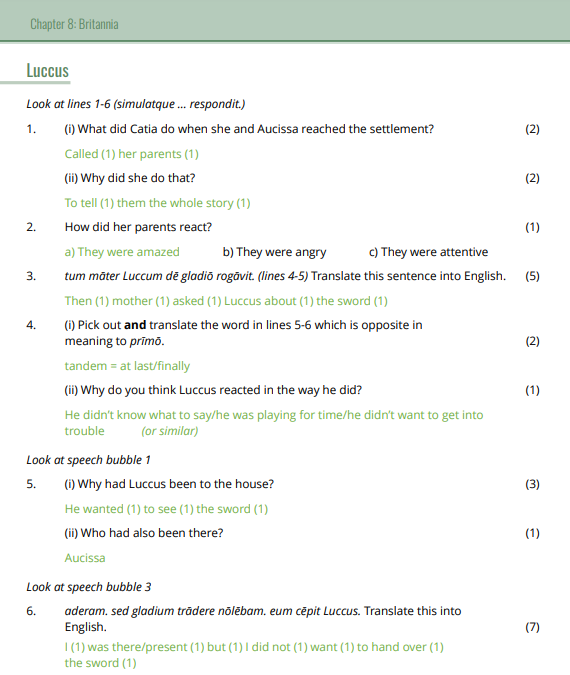 Chapter 8: Britannia
Luccus
Look at lines 1-6 (simulatque ... respondit.)
1. (i) What did Catia do when she and Aucissa reached the settlement? (2)
Called (1) her parents (1)
(ii) Why did she do that? (2)
To tell (1) them the whole story (1)
2. How did her parents react? (1)
a) They were amazed b) They were angry c) They were attentive
3. tum māter Luccum dē gladiō rogāvit. (lines 4-5) Translate this sentence into English. (5)
Then (1) mother (1) asked (1) Luccus about (1) the sword (1)
4. (i) Pick out and translate the word in lines 5-6 which is opposite in
meaning to prīmō. (2)
tandem = at last/finally
(ii) Why do you think Luccus reacted in the way he did? (1)
He didn't know what to say/he was playing for time/he didn't want to get into
trouble (or similar)
Look at speech bubble 1
5. (i) Why had Luccus been to the house? (3)
He wanted (1) to see (1) the sword (1)
(ii) Who had also been there? (1)
Aucissa
Look at speech bubble 3
6. aderam. sed gladium trādere nōlēbam. eum cēpit Luccus. Translate this into
English. (7)
I (1) was there/present (1) but (1) I did not (1) want (1) to hand over (1)
the sword (1)